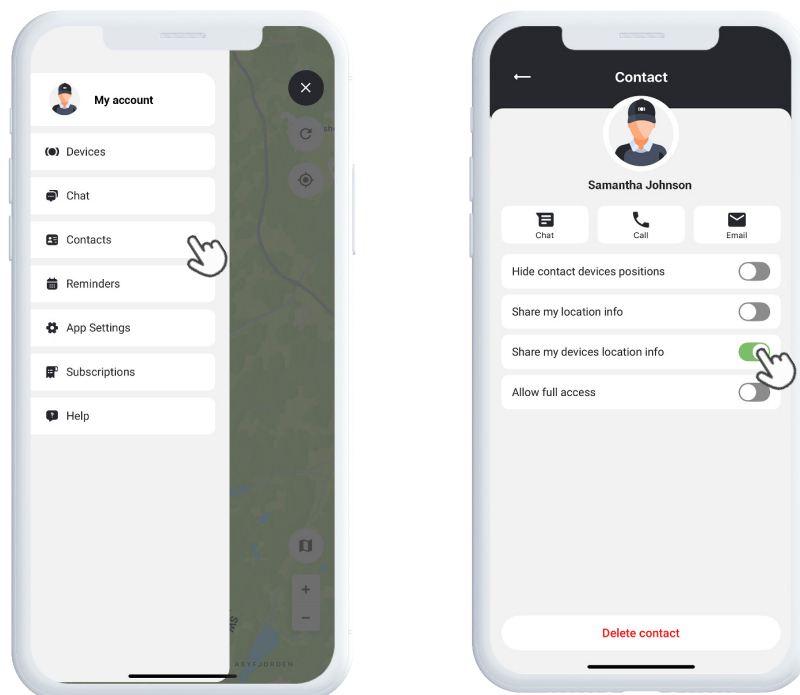 My account
Devices
Chat
Contacts
Reminders
App Settings
Subscriptions
Help
ABYFJORDEN
Contact
Samantha Johnson
Chat
Call
Email
Hide contact devices positions
Share my location info
Share my devices location info
Allow full access
Delete contact